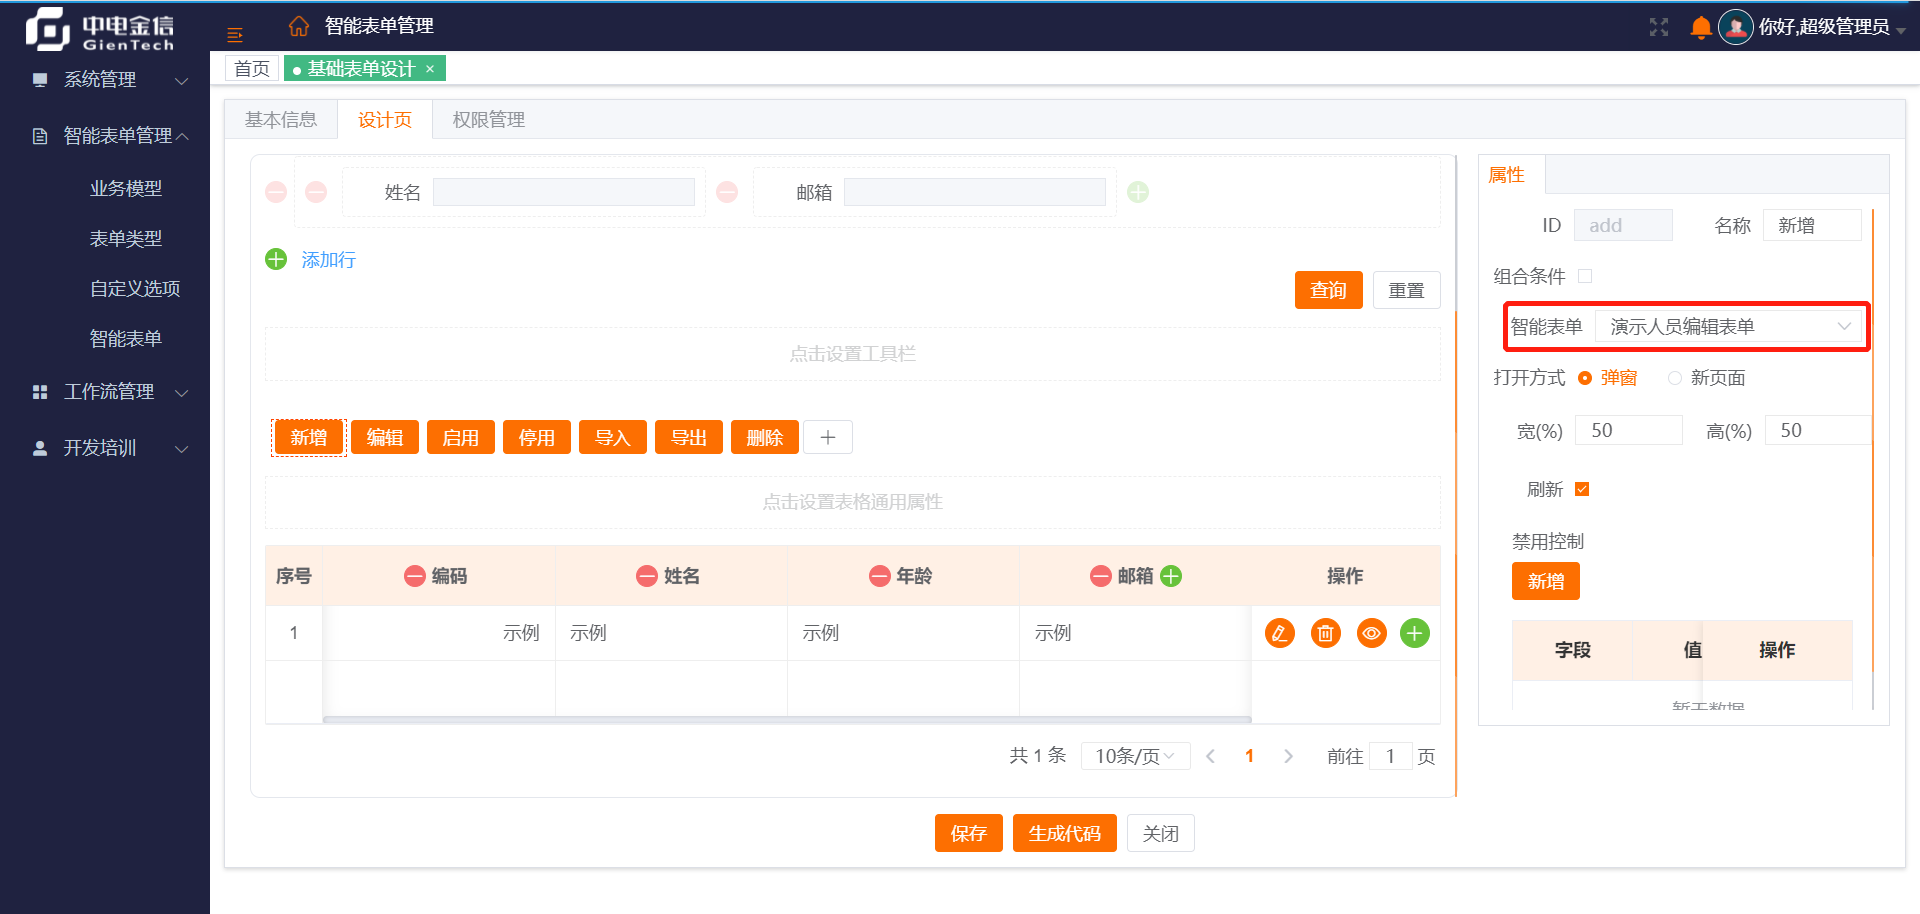 中电金信
GienTech
智能表单管理
你好,超级管理员
系统管理
智能表单管理
业务模型
表单类型
自定义选项
智能表单
工作流管理
开发培训
首页
基础表单设计 ×
基本信息
设计页
权限管理
姓名
邮箱
添加行
查询
重置
点击设置工具栏
新增
编辑
启用
停用
导入
导出
删除
点击设置表格通用属性
序号
编码
姓名
年龄
邮箱
操作
1
示例
示例
示例
示例
共 1 条
10条/页
1
前往
1
页
保存
生成代码
关闭
属性
ID
add
名称
新增
组合条件
智能表单
演示人员编辑表单
打开方式
弹窗
新页面
宽(%)
50
高(%)
50
刷新
禁用控制
新增
字段
值
操作
暂无数据